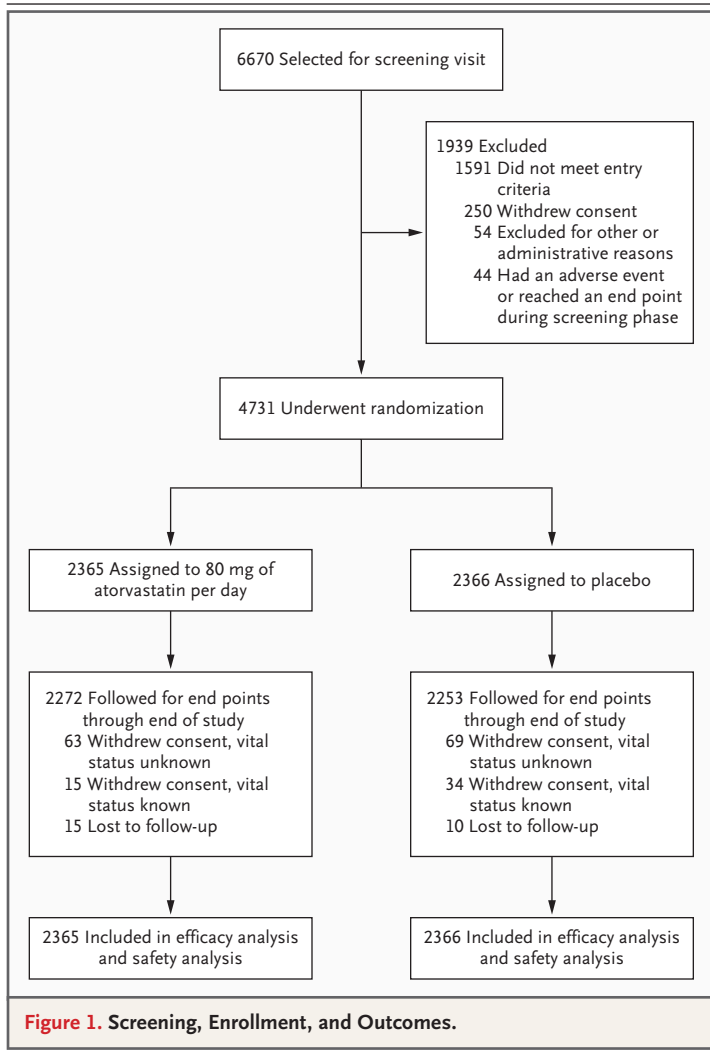 6670 Selected for screening visit
1939 Excluded
1591 Did not meet entry
criteria
250 Withdrew consent
54 Excluded for other or
administrative reasons
44 Had an adverse event
or reached an end point
during screening phase
4731 Underwent randomization
2365 Assigned to 80 mg of
atorvastatin per day
2366 Assigned to placebo
2272 Followed for end points
through end of study
63 Withdrew consent, vital
status unknown
15 Withdrew consent, vital
status known
15 Lost to follow-up
2253 Followed for end points
through end of study
69 Withdrew consent, vital
status unknown
34 Withdrew consent, vital
status known
10 Lost to follow-up
2365 Included in efficacy analysis
and safety analysis
2366 Included in efficacy analysis
and safety analysis
Figure 1. Screening, Enrollment, and Outcomes.